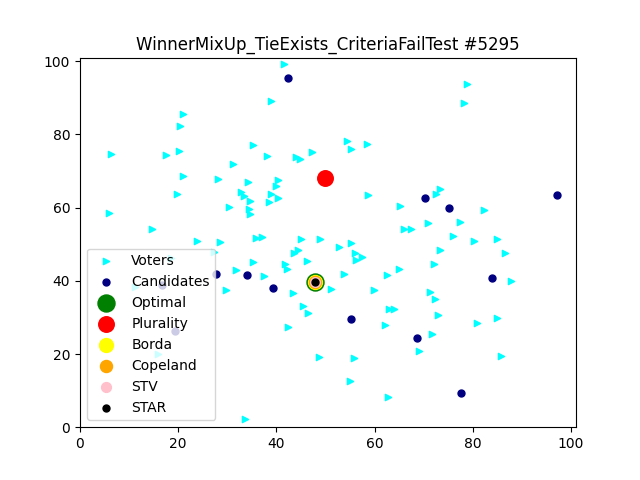 WinnerMixUp_TieExists_CriteriaFailTest #5295
100
80
60
40
20
0
Voters
Candidates
Optimal
Plurality
Borda
Copeland
STV
STAR
0 20 40 60 80 100